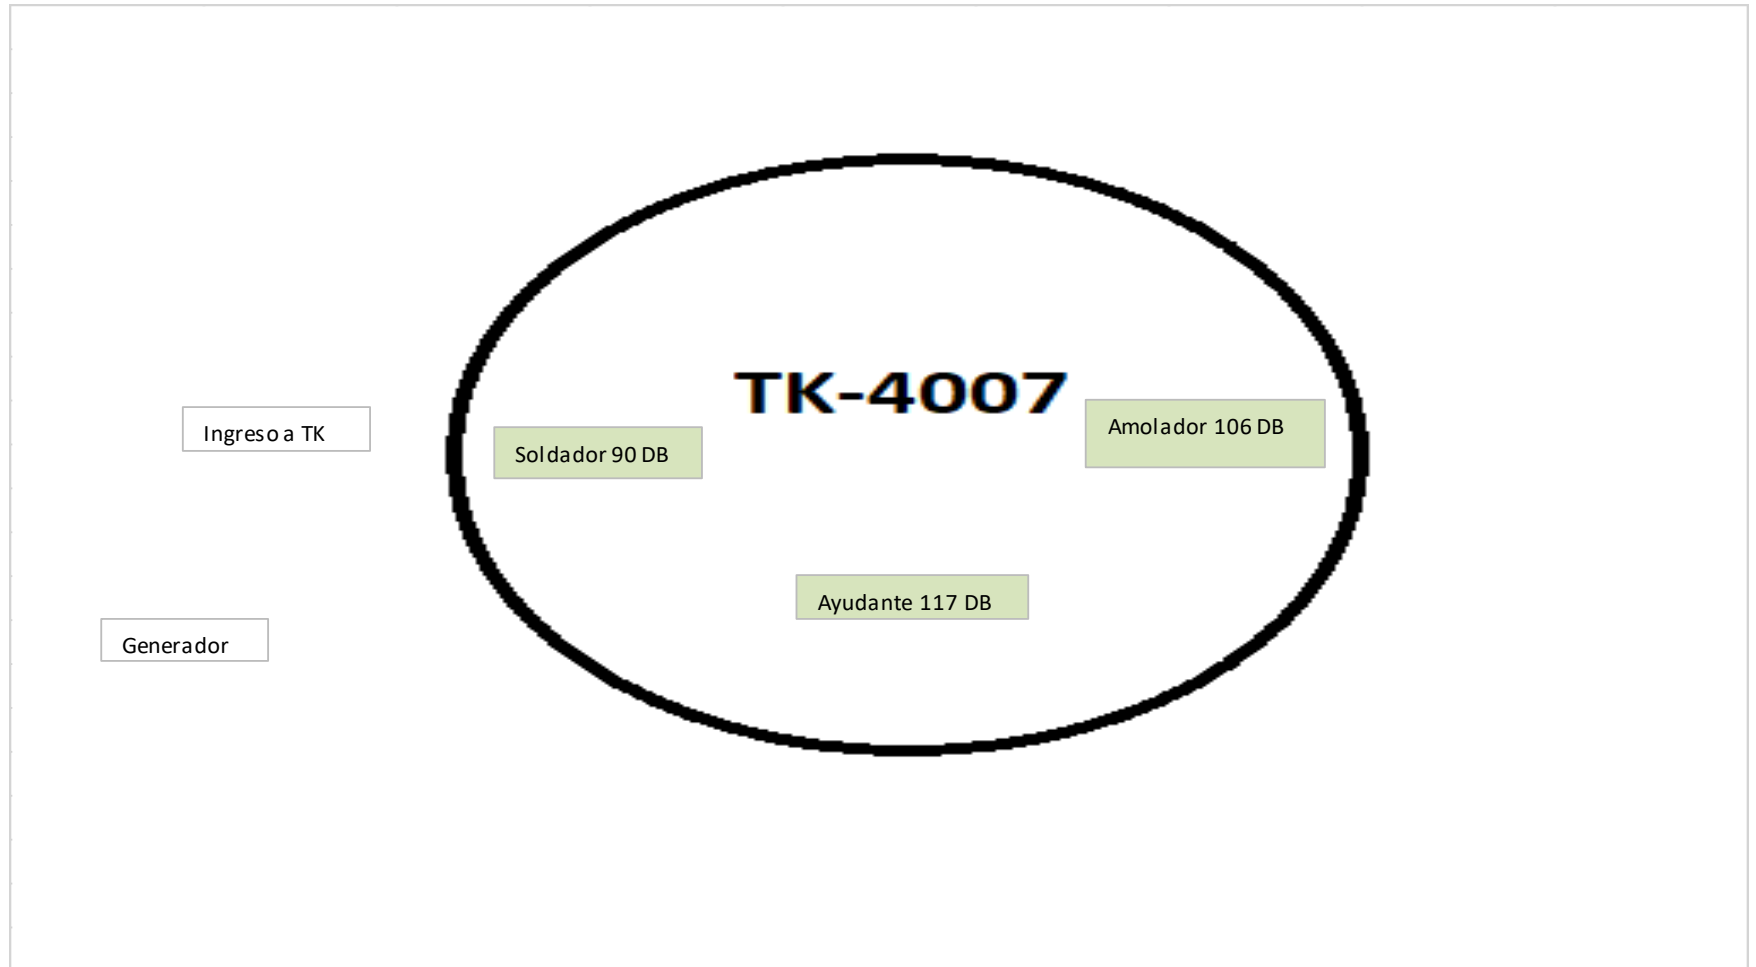 TK-4007
Ingreso a TK
Soldador 90 DB
Amolador 106 DB
Ayudante 117 DB
Generador